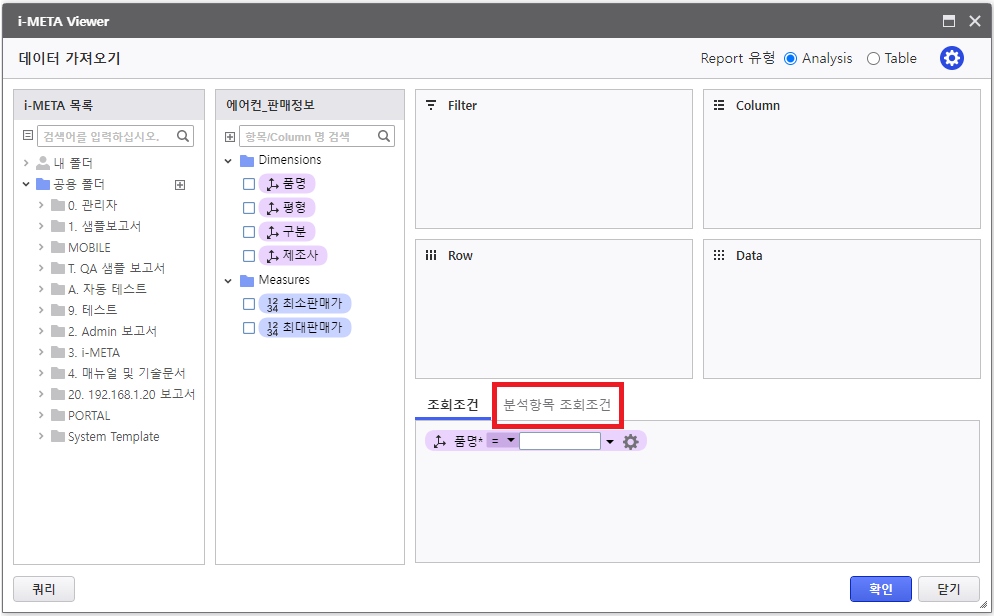 i-META Viewer
데이터 가져오기
Report 유형 Analysis Table
i-META 목록
검색어를 입력하십시오.
내 폴더
공용 폴더
0. 관리자
1. 샘플보고서
MOBILE
T. QA 샘플 보고서
A. 자동 테스트
9. 테스트
2. Admin 보고서
3. i-META
4. 매뉴얼 및 기술문서
20. 192.168.1.20 보고서
PORTAL
System Template
에어컨_판매정보
항목/Column 명 검색
Dimensions
품명
평형
구분
제조사
Measures
1234 최소판매가
1234 최대판매가
Filter
Column
Row
Data
조회조건 분석항목 조회조건
품명* =
쿼리
확인
닫기